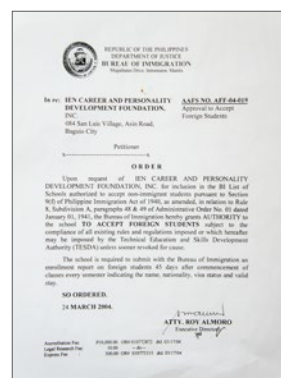 REPUBLIC OF THE PHILIPPINES
DEPARTMENT OF JUSTICE
BUREAU OF IMMIGRATION
Magallanes Drive, Intramuros, Manila
In re: IEN CAREER AND PERSONALITY
DEVELOPMENT FOUNDATION,
INC.
084 San Luis Village, Asin Road,
Baguio City
Petitioner
x-------------------------------x
AAFS NO. AFF-04-019
Approval to Accept
Foreign Students
O R D E R
Upon request of IEN CAREER AND PERSONALITY
DEVELOPMENT FOUNDATION, INC. for inclusion in the BI List of
Schools authorized to accept non-immigrant students pursuant to Section
9(f) of Philippine Immigration Act of 1940, as amended, in relation to Rule
8, Subdivision A, paragraphs 48 & 49 of Administrative Order No. 01 dated
January 01, 1941, the Bureau of Immigration hereby grants AUTHORITY to
the school TO ACCEPT FOREIGN STUDENTS subject to the
compliance of all existing rules and regulations imposed or which hereafter
may be imposed by the Technical Education and Skills Development
Authority (TESDA) unless sooner revoked for cause.
The school is required to submit with the Bureau of Immigration an
enrollment report on foreign students 45 days after commencement of
classes every semester indicating the name, nationality, visa status and valid
stay.
SO ORDERED.
24 MARCH 2004.
ATTY. ROY ALMORO
Executive Director
Accreditation Fee
Legal Research Fee
Express Fee